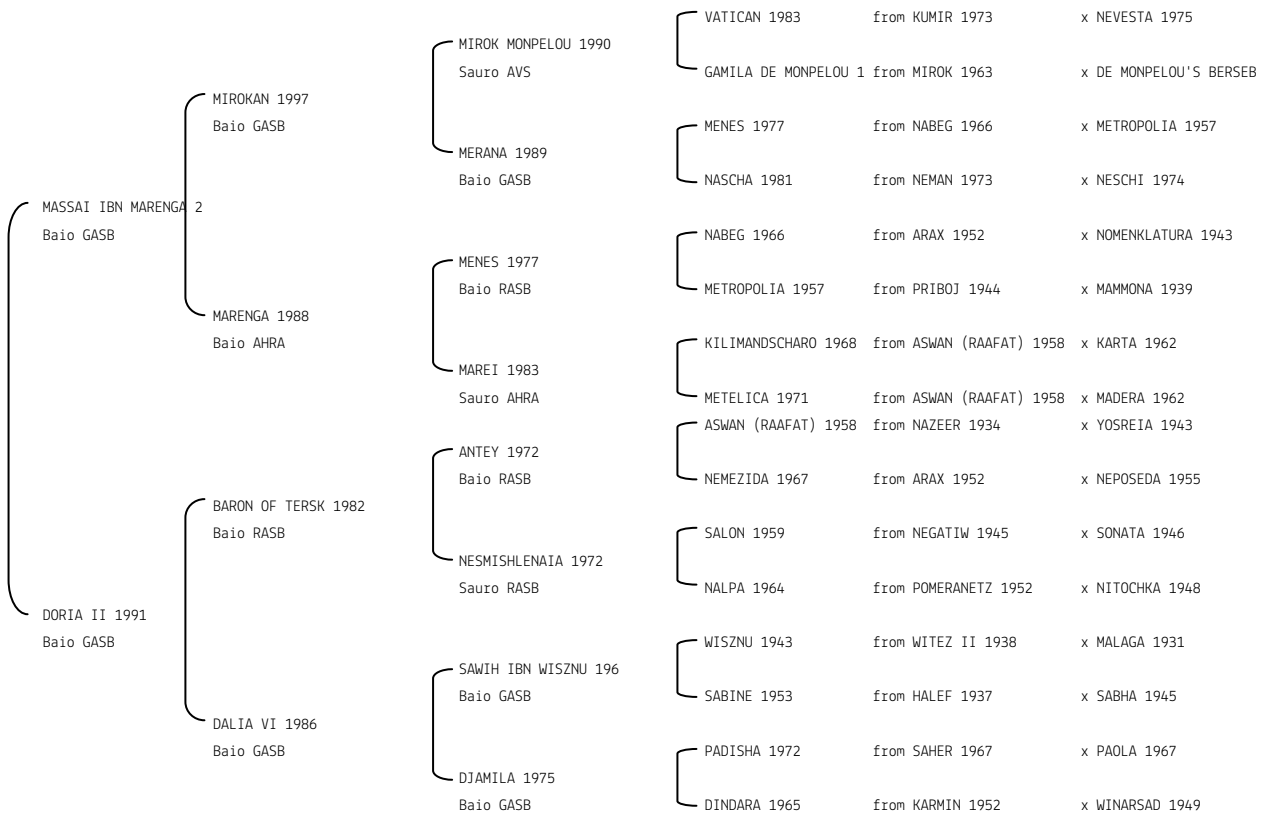 VATICAN 1983 from KUMIR 1973 x NEVESTA 1975
MIROK MONPELOU 1990
Sauro AVS
GAMILA DE MONPELOU 1 from MIROK 1963 x DE MONPELOU'S BERSEB
MIROKAN 1997
Baio GASB
MENES 1977 from NABEG 1966 x METROPOLIA 1957
MERANA 1989
Baio GASB
NASCHA 1981 from NEMAN 1973 x NESCHI 1974
MASSAI IBN MARENGA 2
Baio GASB
NABEG 1966 from ARAX 1952 x NOMENKLATURA 1943
MENES 1977
Baio RASB
METROPOLIA 1957 from PRIBOJ 1944 x MAMMONA 1939
MARENGA 1988
Baio AHRA
KILIMANDSCHARO 1968 from ASWAN (RAAFAT) 1958 x KARTA 1962
MAREI 1983
Sauro AHRA
METELICA 1971 from ASWAN (RAAFAT) 1958 x MADERA 1962
ASWAN (RAAFAT) 1958 from NAZEER 1934 x YOSREIA 1943
ANTEY 1972
Baio RASB
NEMEZIDA 1967 from ARAX 1952 x NEPOSEDA 1955
BARON OF TERSK 1982
Baio RASB
SALON 1959 from NEGATIW 1945 x SONATA 1946
NESMISHLENAIA 1972
Sauro RASB
NALPA 1964 from POMERANETZ 1952 x NITOCHKA 1948
DORIA II 1991
Baio GASB
WISZNU 1943 from WITEZ II 1938 x MALAGA 1931
SAWIH IBN WISZNU 196
Baio GASB
SABINE 1953 from HALEF 1937 x SABHA 1945
DALIA VI 1986
Baio GASB
PADISHA 1972 from SAHER 1967 x PAOLA 1967
DJAMILA 1975
Baio GASB
DINDARA 1965 from KARMIN 1952 x WINARSAD 1949